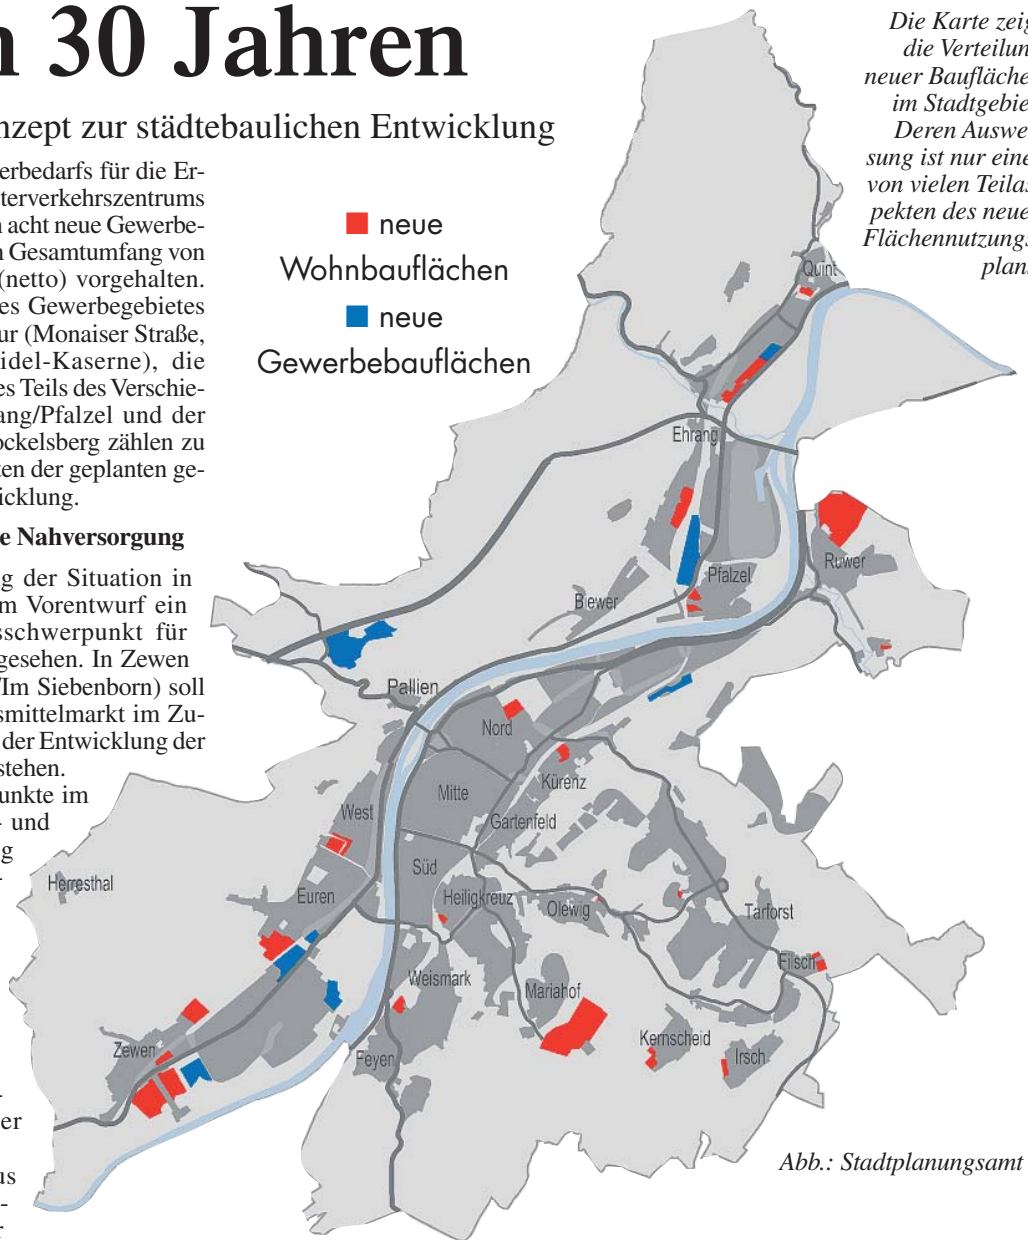 n 30 Jahren
nzept zur städtebaulichen Entwicklung
erbedarfs für die Er-
terverkehrszentrums
n acht neue Gewerbe-
n Gesamtumfang von
(netto) vorgehalten.
es Gewerbegebietes
ur (Monaiser Straße,
idel-Kaserne), die
es Teils des Verschie-
ang/Pfalzel und der
ockelsberg zählen zu
ten der geplanten ge-
icklung.
e Nahversorgung
g der Situation in
m Vorentwurf ein
sschwerpunkt für
gesehen. In Zewen
/Im Siebenborn) soll
smittelmarkt im Zu-
der Entwicklung der
stehen.
unkte im
- und
g
-
-
er
us
-
r
neue
Wohnbauflächen
neue
Gewerbebauflächen
Die Karte zeig
die Verteilun
neuer Baufläche
im Stadtgebie
Deren Auswe
sung ist nur eine
von vielen Teilas
pekten des neue
Flächennutzungs
plan
Quint
Ehrang
Ruwer
Pfalzel
Biewer
Pallien
Nord
Kürenz
Mitte
West
Gartenfeld
Süd
Herresthal
Euren
Heiligkreuz
Olewig
Tarforst
Filsch
Weismark
Mariahof
Kernscheid
Irsch
Zewen
Feyen
Abb.: Stadtplanungsamt